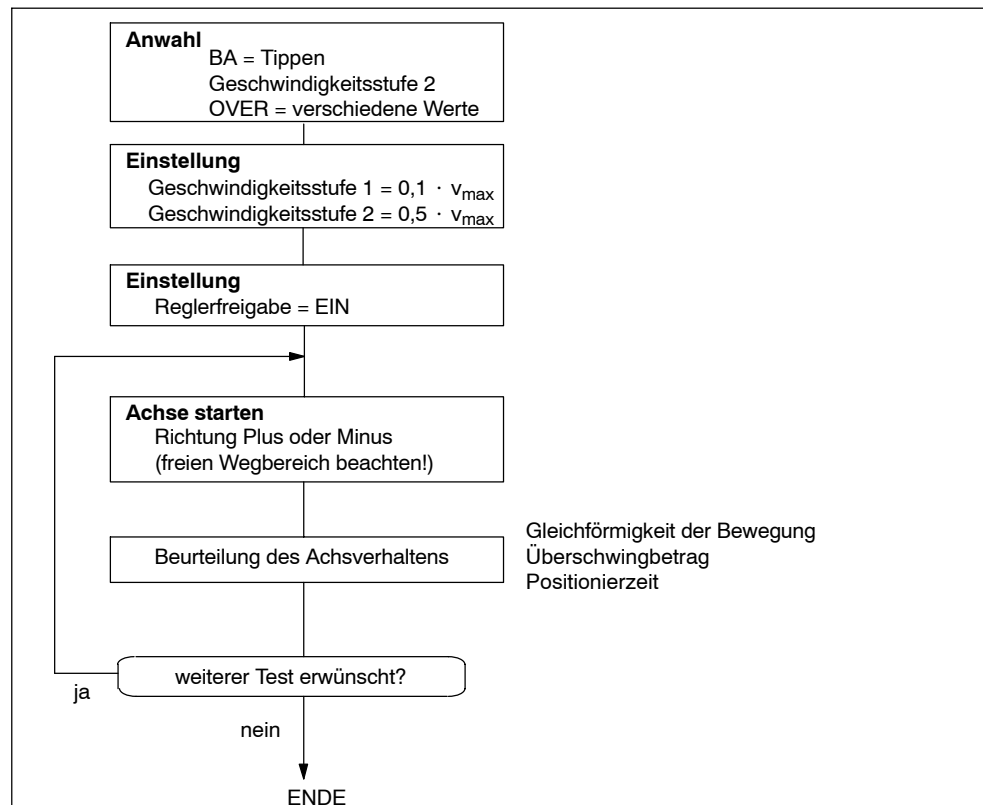 Anwahl
BA = Tippen
Geschwindigkeitsstufe 2
OVER = verschiedene Werte
Einstellung
Geschwindigkeitsstufe 1 = 0,1 · vmax
Geschwindigkeitsstufe 2 = 0,5 · vmax
Einstellung
Reglerfreigabe = EIN
Achse starten
Richtung Plus oder Minus
(freien Wegbereich beachten!)
Beurteilung des Achsverhaltens
Gleichförmigkeit der Bewegung
Überschwingbetrag
Positionierzeit
weiterer Test erwünscht?
ja
nein
ENDE